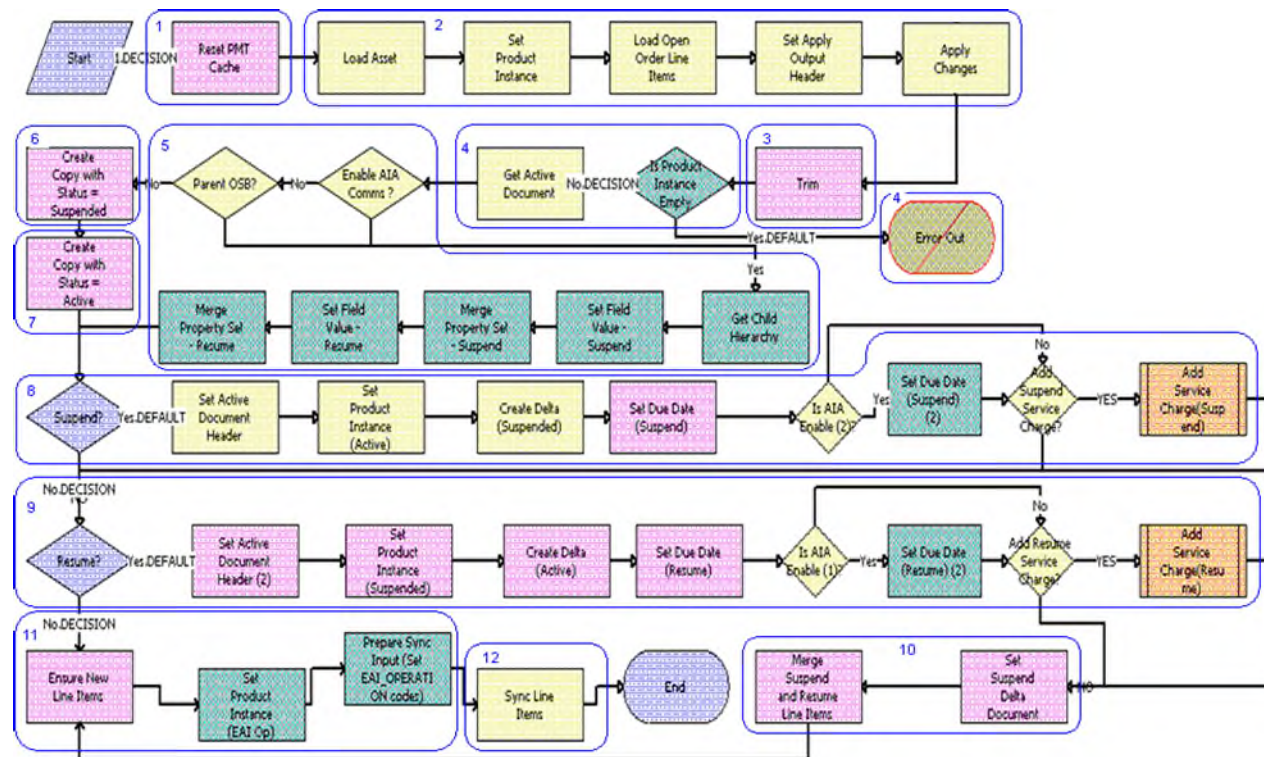 1
2
Start
1.DECISION
Reset PMT
Cache
Load Asset
Set
Product
Instance
Load Open
Order Line
Items
Set Apply
Output
Header
Apply
Changes
6
5
4
3
Create
Copy with
Status =
Suspended
No
Parent OSB?
No
Enable AIA
Comms ?
Get Active
Document
No.DECISION
Is Product
Instance
Empty
Trim
4
Yes.DEFAULT
Error Out
Create
Copy with
Status =
Active
7
Yes
Merge
Property Set
- Resume
Set Field
Value -
Resume
Merge
Property Set
- Suspend
Set Field
Value -
Suspend
Get Child
Hierarchy
8
No
Suspend?
Yes.DEFAULT
Set Active
Document
Header
Set
Product
Instance
(Active)
Create Delta
(Suspended)
Set Due Date
(Suspend)
Is AIA
Enable (2)?
Yes
Set Due Date
(Suspend)
(2)
Add
Suspend
Service
Charge?
YES
Add
Service
Charge(Susp
end)
No.DECISION
9
No
Resume?
Yes.DEFAULT
Set Active
Document
Header (2)
Set
Product
Instance
(Suspended)
Create Delta
(Active)
Set Due Date
(Resume)
Is AIA
Enable (1)?
Yes
Set Due Date
(Resume) (2)
Add Resume
Service
Charge?
YES
Add
Service
Charge(Resu
me)
No.DECISION
11
Ensure New
Line Items
Set
Product
Instance
(EAI Op)
Prepare Sync
Input (Set
EAI_OPERATI
ON codes)
12
Sync Line
Items
End
10
Merge
Suspend
and Resume
Line Items
Set
Suspend
Delta
Document